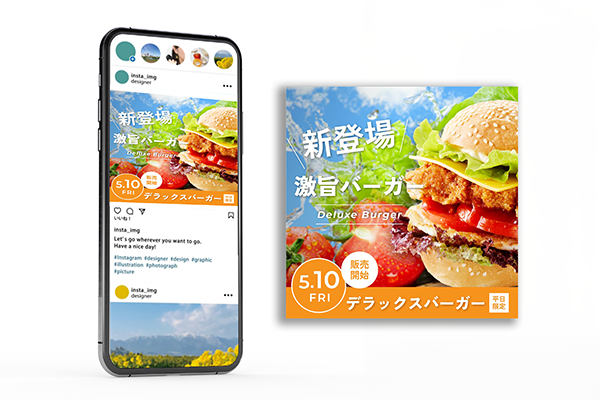 insta_img
designer
新登場
激旨バーガー
Deluxe Burger
5.10
FRI
販売
開始
デラックスバーガー
平日
限定
いいね!
insta_img
Let's go wherever you want to go.
Have a nice day!
#Instagram #designer #design #graphic
#illustration #photograph
#picture
insta_img
designer
新登場
激旨バーガー
Deluxe Burger
5.10
FRI
販売
開始
デラックスバーガー
平日
限定